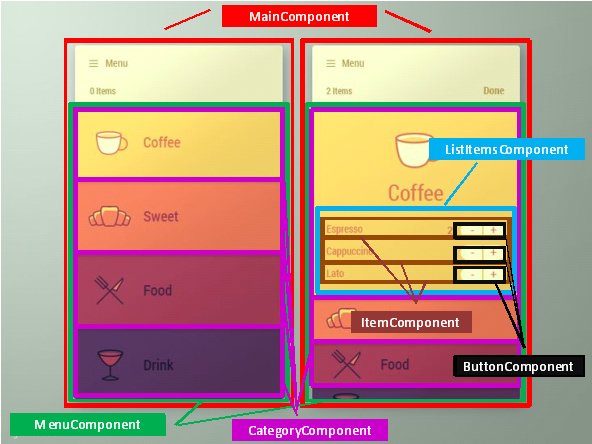 MainComponent
Menu
0 Items
Coffee
Sweet
Food
Drink
Menu
2 Items
Done
ListItemsComponent
Coffee
Espresso
2
-
+
Cappuccino
-
+
Lato
-
+
ItemComponent
Food
ButtonComponent
MenuComponent
CategoryComponent